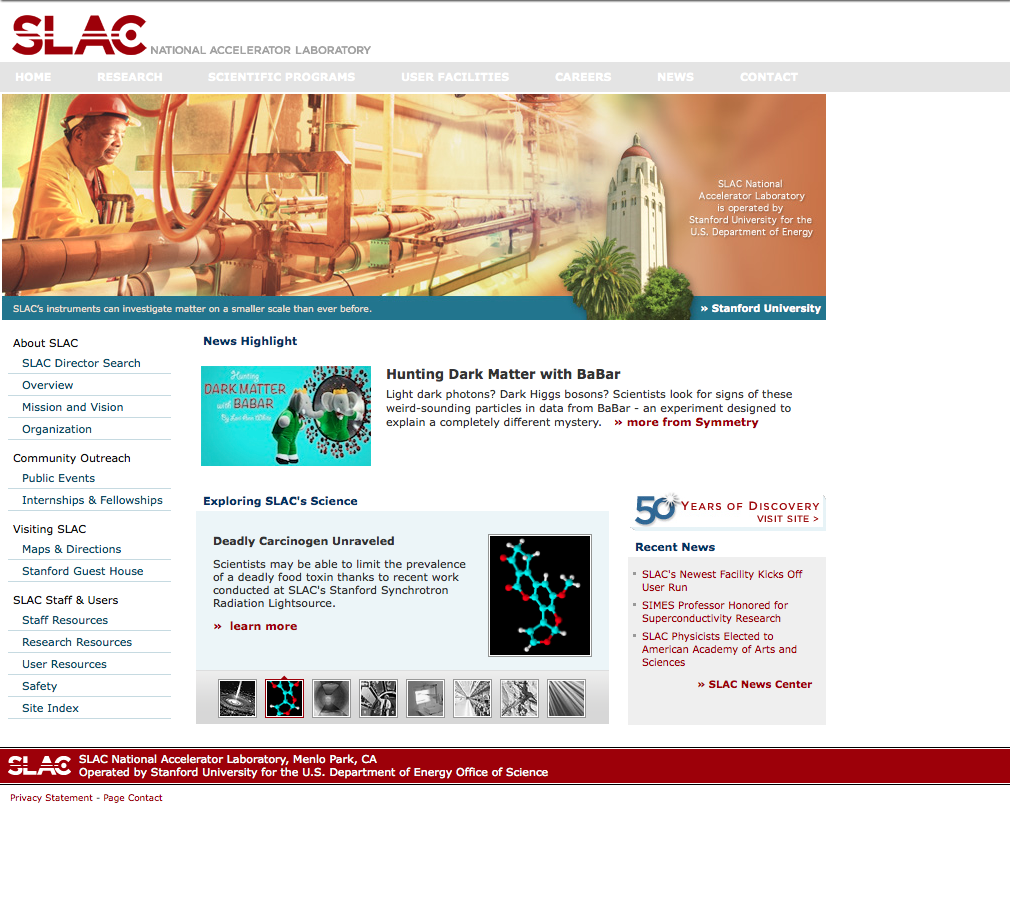 SLAC NATIONAL ACCELERATOR LABORATORY
HOME RESEARCH SCIENTIFIC PROGRAMS USER FACILITIES CAREERS NEWS CONTACT
SLAC National
Accelerator Laboratory
is operated by
Stanford University for the
U.S. Department of Energy
SLAC's instruments can investigate matter on a smaller scale than ever before.
» Stanford University
About SLAC
SLAC Director Search
Overview
Mission and Vision
Organization
Community Outreach
Public Events
Internships & Fellowships
Visiting SLAC
Maps & Directions
Stanford Guest House
SLAC Staff & Users
Staff Resources
Research Resources
User Resources
Safety
Site Index
News Highlight
Hunting
DARK MATTER
with BABAR
By Lori Ann White
Hunting Dark Matter with BaBar
Light dark photons? Dark Higgs bosons? Scientists look for signs of these
weird-sounding particles in data from BaBar - an experiment designed to
explain a completely different mystery. » more from Symmetry
Exploring SLAC's Science
Deadly Carcinogen Unraveled
Scientists may be able to limit the prevalence
of a deadly food toxin thanks to recent work
conducted at SLAC's Stanford Synchrotron
Radiation Lightsource.
» learn more
50 YEARS OF DISCOVERY
VISIT SITE >
Recent News
SLAC's Newest Facility Kicks Off
User Run
SIMES Professor Honored for
Superconductivity Research
SLAC Physicists Elected to
American Academy of Arts and
Sciences
» SLAC News Center
SLAC
SLAC National Accelerator Laboratory, Menlo Park, CA
Operated by Stanford University for the U.S. Department of Energy Office of Science
Privacy Statement - Page Contact